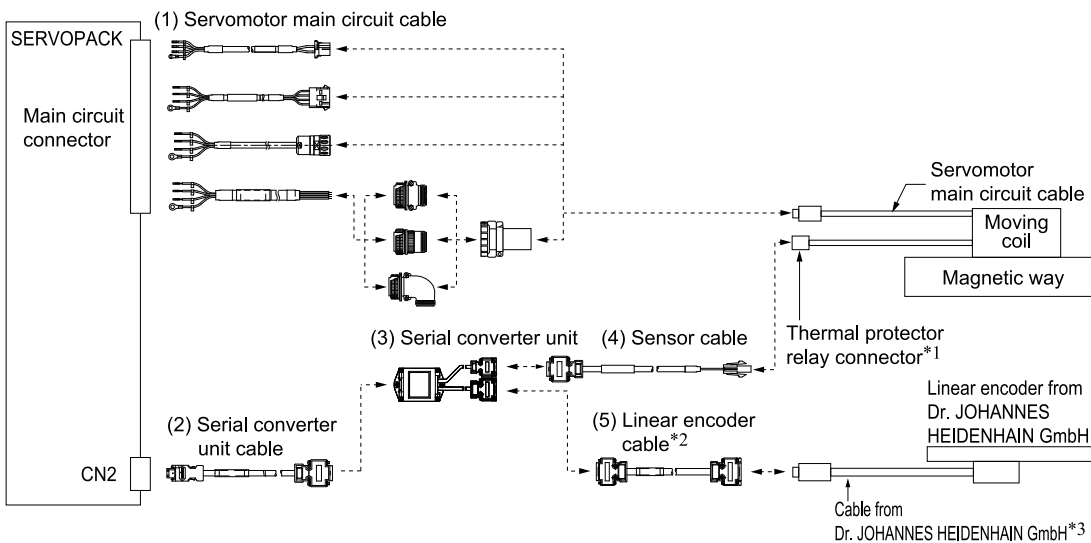 (1) Servomotor main circuit cable
SERVOPACK
Main circuit
connector
Servomotor
main circuit cable
Moving
coil
Magnetic way
Thermal protector
relay connector*1
(3) Serial converter unit
(4) Sensor cable
Linear encoder from
Dr. JOHANNES
HEIDENHAIN GmbH
(2) Serial converter
unit cable
(5) Linear encoder
cable*2
CN2
Cable from
Dr. JOHANNES HEIDENHAIN GmbH*3